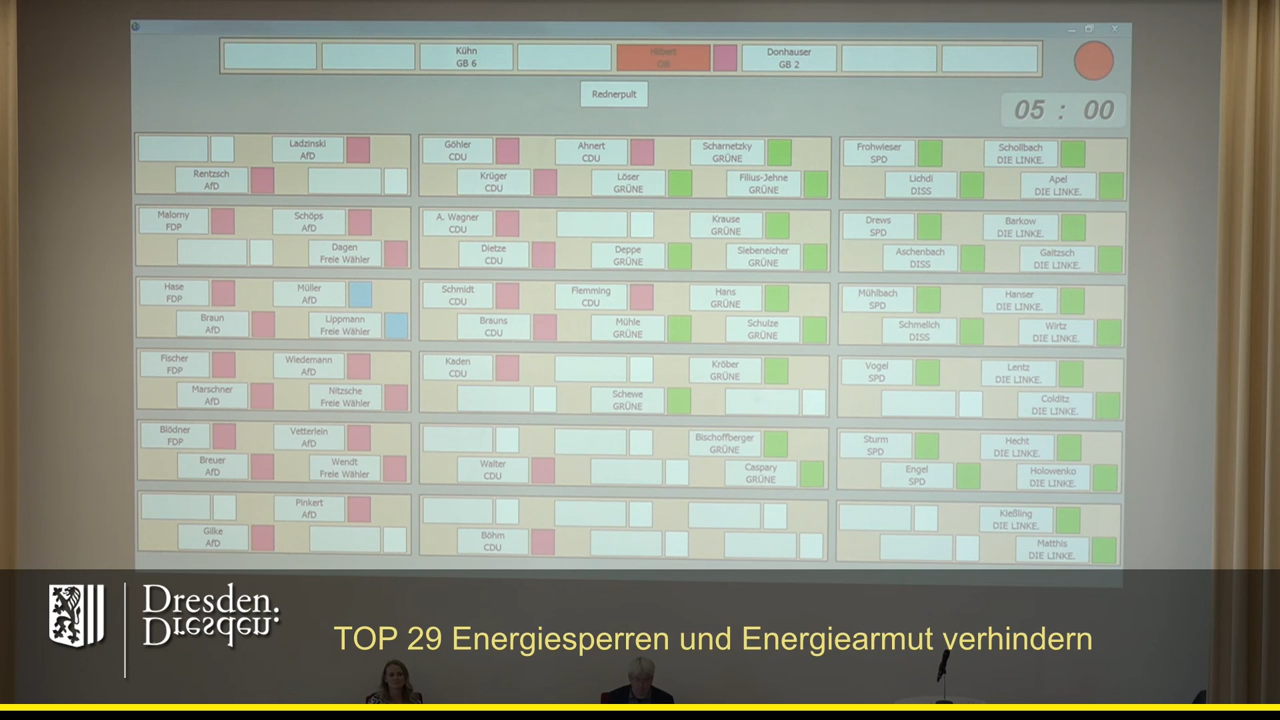 Kühn
GB 6
Hilbert
OB
Donhauser
GB 2
Rednerpult
05 : 00
Ladzinski
AfD
Rentzsch
AfD
Göhler
CDU
Ahnert
CDU
Scharnetzky
GRÜNE
Krüger
CDU
Löser
GRÜNE
Filius-Jehne
GRÜNE
Frohwieser
SPD
Schollbach
DIE LINKE.
Lichdi
DISS
Apel
DIE LINKE.
Malorny
FDP
Schöps
AfD
Dagen
Freie Wähler
A. Wagner
CDU
Krause
GRÜNE
Dietze
CDU
Deppe
GRÜNE
Siebeneicher
GRÜNE
Drews
SPD
Barkow
DIE LINKE.
Aschenbach
DISS
Gaitzsch
DIE LINKE.
Hase
FDP
Müller
AfD
Braun
AfD
Lippmann
Freie Wähler
Schmidt
CDU
Flemming
CDU
Hans
GRÜNE
Brauns
CDU
Mühle
GRÜNE
Schulze
GRÜNE
Mühlbach
SPD
Hanser
DIE LINKE.
Schmelich
DISS
Wirtz
DIE LINKE.
Fischer
FDP
Wiedemann
AfD
Marschner
AfD
Nitzsche
Freie Wähler
Kaden
CDU
Kröber
GRÜNE
Schewe
GRÜNE
Vogel
SPD
Lentz
DIE LINKE.
Colditz
DIE LINKE.
Blödner
FDP
Vetterlein
AfD
Breuer
AfD
Wendt
Freie Wähler
Bischoffberger
GRÜNE
Walter
CDU
Caspary
GRÜNE
Sturm
SPD
Hecht
DIE LINKE.
Engel
SPD
Holowenko
DIE LINKE.
Pinkert
AfD
Gilke
AfD
Böhm
CDU
Kießling
DIE LINKE.
Matthis
DIE LINKE.
Dresden.
Dresden.
TOP 29 Energiesperren und Energiearmut verhindern